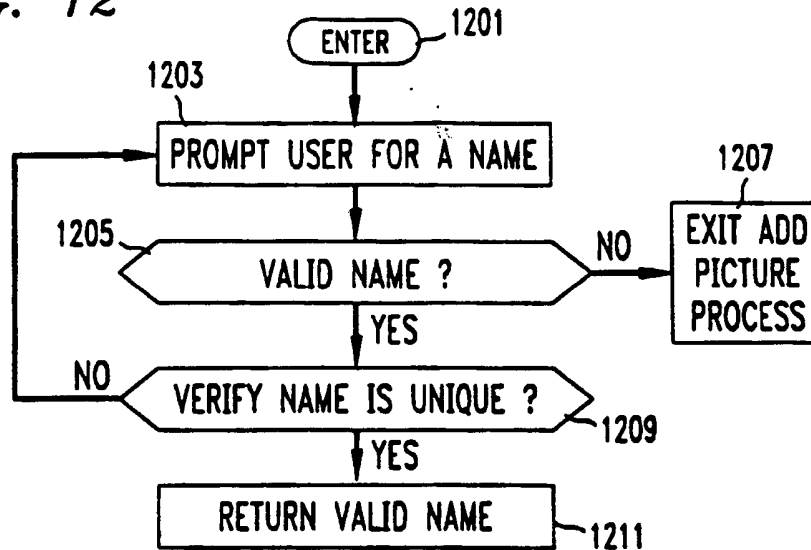 12
1201
ENTER
1203
PROMPT USER FOR A NAME
1207
1205
VALID NAME ?
NO
EXIT ADD
PICTURE
PROCESS
YES
NO
VERIFY NAME IS UNIQUE ?
1209
YES
RETURN VALID NAME
1211